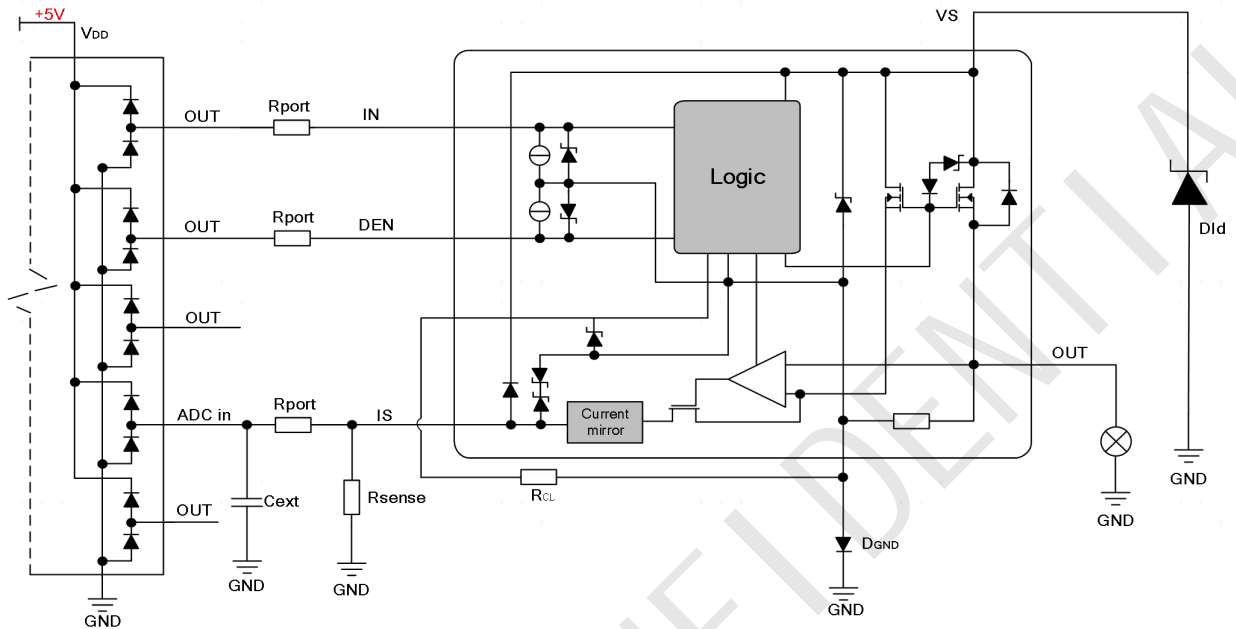 +5V
VDD
VS
OUT
Rport
IN
Logic
OUT
Rport
DEN
DId
OUT
OUT
ADC in
Rport
IS
Current
mirror
GND
OUT
Cext
Rsense
RCL
GND
DGND
GND
GND
GND
GND
IDENTIAL